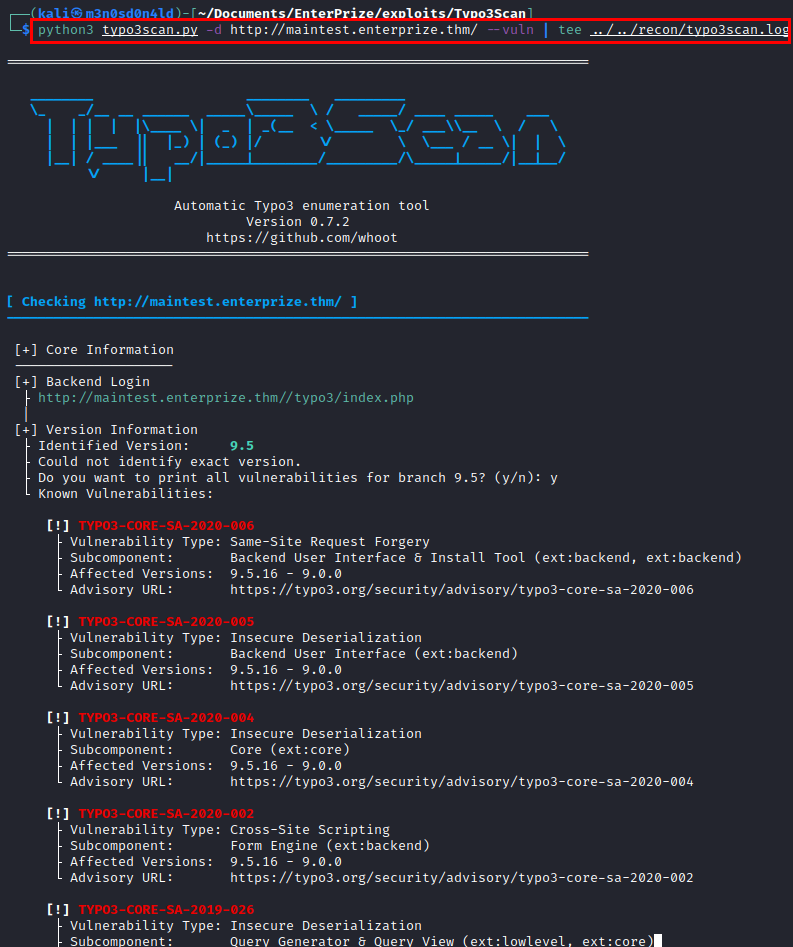 (kali㉿m3n0sd0n4ld)-[~/Documents/EnterPrize/exploits/Typo3Scan]
$ python3 typo3scan.py -d http://maintest.enterprize.thm/ --vuln | tee ../../recon/typo3scan.log
Typo3Scan
Automatic Typo3 enumeration tool
Version 0.7.2
https://github.com/whoot
[ Checking http://maintest.enterprize.thm/ ]
[+] Core Information
[+] Backend Login
├ http://maintest.enterprize.thm//typo3/index.php
|
[+] Version Information
├ Identified Version: 9.5
├ Could not identify exact version.
├ Do you want to print all vulnerabilities for branch 9.5? (y/n): y
└ Known Vulnerabilities:
[!] TYPO3-CORE-SA-2020-006
├ Vulnerability Type: Same-Site Request Forgery
├ Subcomponent: Backend User Interface & Install Tool (ext:backend, ext:backend)
├ Affected Versions: 9.5.16 - 9.0.0
└ Advisory URL: https://typo3.org/security/advisory/typo3-core-sa-2020-006
[!] TYPO3-CORE-SA-2020-005
├ Vulnerability Type: Insecure Deserialization
├ Subcomponent: Backend User Interface (ext:backend)
├ Affected Versions: 9.5.16 - 9.0.0
└ Advisory URL: https://typo3.org/security/advisory/typo3-core-sa-2020-005
[!] TYPO3-CORE-SA-2020-004
├ Vulnerability Type: Insecure Deserialization
├ Subcomponent: Core (ext:core)
├ Affected Versions: 9.5.16 - 9.0.0
└ Advisory URL: https://typo3.org/security/advisory/typo3-core-sa-2020-004
[!] TYPO3-CORE-SA-2020-002
├ Vulnerability Type: Cross-Site Scripting
├ Subcomponent: Form Engine (ext:backend)
├ Affected Versions: 9.5.16 - 9.0.0
└ Advisory URL: https://typo3.org/security/advisory/typo3-core-sa-2020-002
[!] TYPO3-CORE-SA-2019-026
├ Vulnerability Type: Insecure Deserialization
├ Subcomponent: Query Generator & Query View (ext:lowlevel, ext:core)